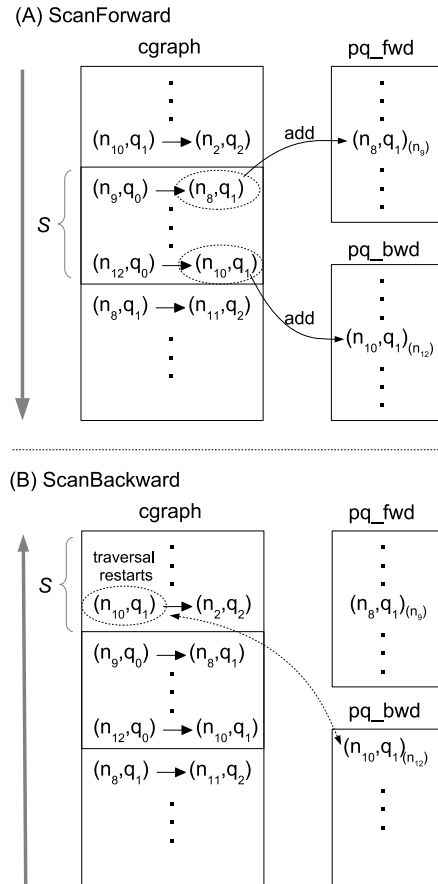 (A) ScanForward
cgraph
pq_fwd
(n10,q1) → (n2,q2)
add
(n8,q1)(n9)
(n9,q0) → (n8,q1)
S
pq_bwd
(n12,q0) → (n10,q1)
(n8,q1) → (n11,q2)
add
(n10,q1)(n12)
(B) ScanBackward
cgraph
pq_fwd
S
traversal
restarts
(n10,q1) → (n2,q2)
(n8,q1)(n9)
(n9,q0) → (n8,q1)
pq_bwd
(n12,q0) → (n10,q1)
(n10,q1)(n12)
(n8,q1) → (n11,q2)